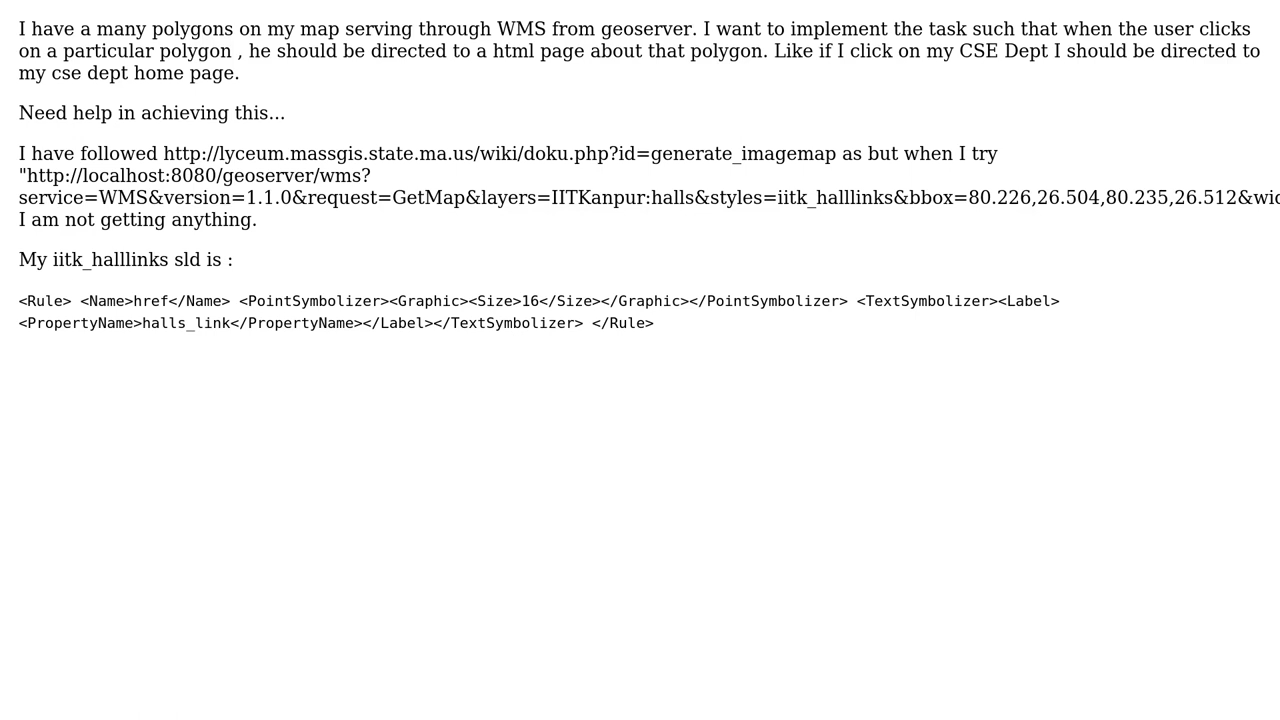 I have a many polygons on my map serving through WMS from geoserver. I want to implement the task such that when the user clicks
on a particular polygon , he should be directed to a html page about that polygon. Like if I click on my CSE Dept I should be directed to
my cse dept home page.
Need help in achieving this...
I have followed http://lyceum.massgis.state.ma.us/wiki/doku.php?id=generate_imagemap as but when I try
"http://localhost:8080/geoserver/wms?
service=WMS&version=1.1.0&request=GetMap&layers=IITKanpur:halls&styles=iitk_halllinks&bbox=80.226,26.504,80.235,26.512&
I am not getting anything.
My iitk_halllinks sld is :
<Rule> <Name>href</Name> <PointSymbolizer><Graphic><Size>16</Size></Graphic></PointSymbolizer> <TextSymbolizer><Label>
<PropertyName>halls_link</PropertyName></Label></TextSymbolizer> </Rule>